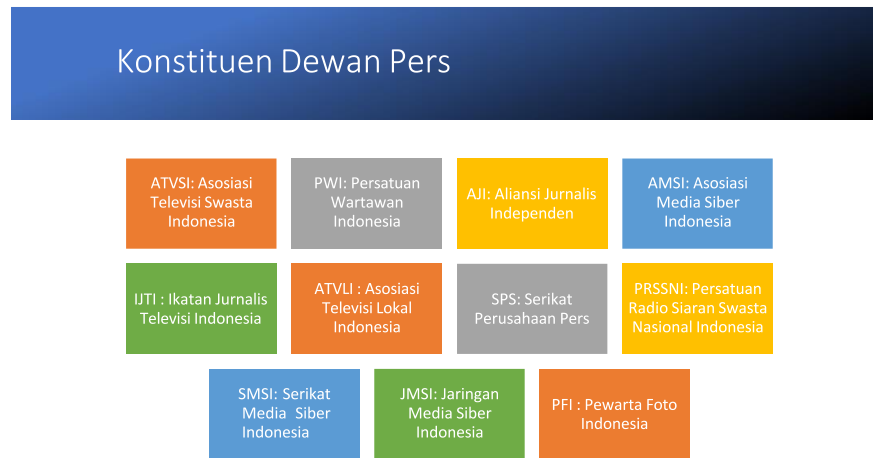 Konstituen Dewan Pers
ATVSI: Asosiasi
Televisi Swasta
Indonesia
PWI: Persatuan
Wartawan
Indonesia
AJI: Aliansi Jurnalis
Independen
AMSI: Asosiasi
Media Siber
Indonesia
IJTI : Ikatan Jurnalis
Televisi Indonesia
ATVLI : Asosiasi
Televisi Lokal
Indonesia
SPS: Serikat
Perusahaan Pers
PRSSNI: Persatuan
Radio Siaran Swasta
Nasional Indonesia
SMSI: Serikat
Media Siber
Indonesia
JMSI: Jaringan
Media Siber
Indonesia
PFI : Pewarta Foto
Indonesia